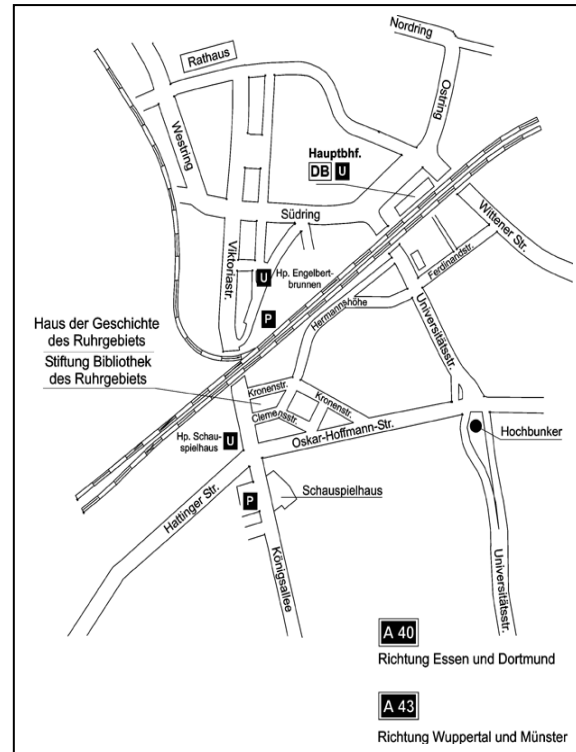 Nordring
Rathaus
Ostring
Westring
Hauptbhf.
DB U
Südring
Wittener Str.
Viktoriastr.
U
Hp. Engelbert-
brunnen
Ferdinandstr.
P
Hermannshöhe
Universitätsstr.
Haus der Geschichte
des Ruhrgebiets
Stiftung Bibliothek
des Ruhrgebiets
Kronenstr.
Kronenstr.
Clemensstr.
Hp. Schau-
spielhaus
U
Oskar-Hoffmann-Str.
Hochbunker
Hattinger Str.
P
Schauspielhaus
Königsallee
Universitätsstr.
A 40
Richtung Essen und Dortmund
A 43
Richtung Wuppertal und Münster